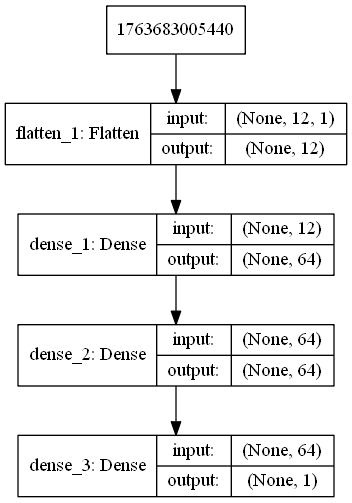 1763683005440
flatten_1: Flatten
input: (None, 12, 1)
output: (None, 12)
dense_1: Dense
input: (None, 12)
output: (None, 64)
dense_2: Dense
input: (None, 64)
output: (None, 64)
dense_3: Dense
input: (None, 64)
output: (None, 1)